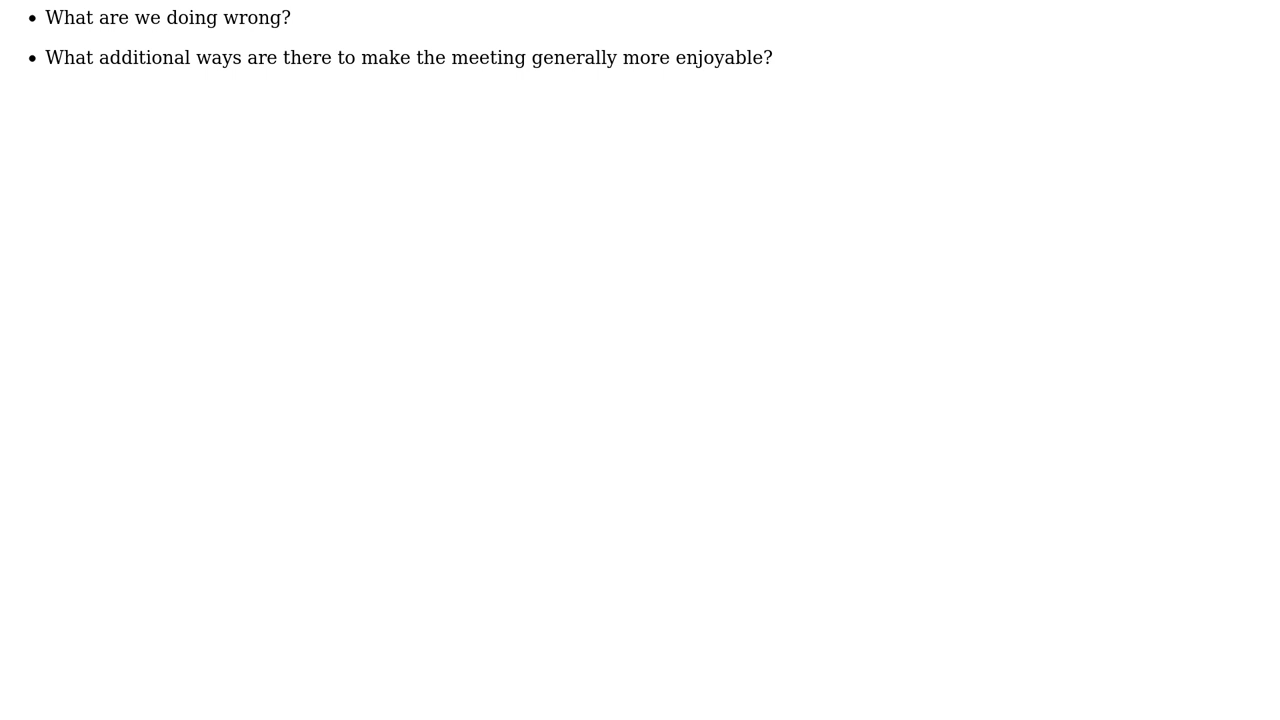 • What are we doing wrong?
• What additional ways are there to make the meeting generally more enjoyable?